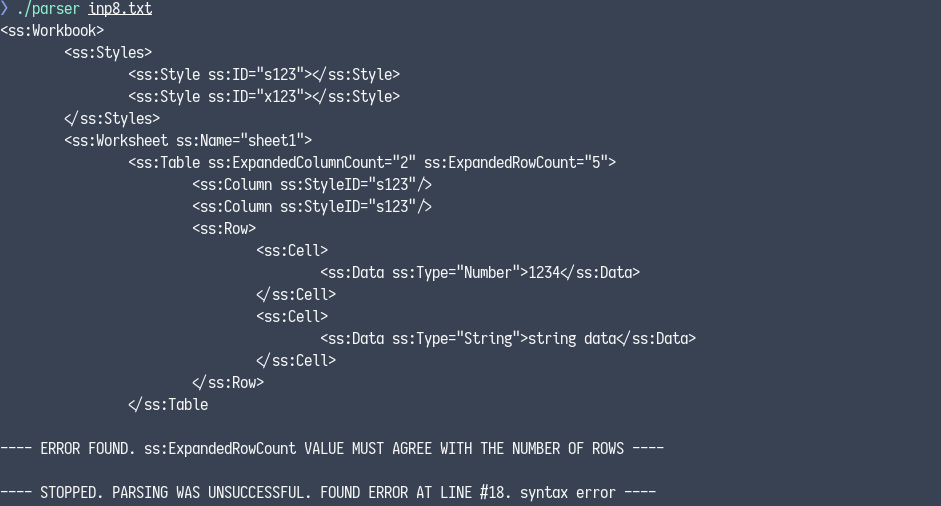 ❯ ./parser inp8.txt
<ss:Workbook>
<ss:Styles>
<ss:Style ss:ID="s123"></ss:Style>
<ss:Style ss:ID="x123"></ss:Style>
</ss:Styles>
<ss:Worksheet ss:Name="sheet1">
<ss:Table ss:ExpandedColumnCount="2" ss:ExpandedRowCount="5">
<ss:Column ss:StyleID="s123"/>
<ss:Column ss:StyleID="s123"/>
<ss:Row>
<ss:Cell>
<ss:Data ss:Type="Number">1234</ss:Data>
</ss:Cell>
<ss:Cell>
<ss:Data ss:Type="String">string data</ss:Data>
</ss:Cell>
</ss:Row>
</ss:Table
---- ERROR FOUND. ss:ExpandedRowCount VALUE MUST AGREE WITH THE NUMBER OF ROWS ----
---- STOPPED. PARSING WAS UNSUCCESSFUL. FOUND ERROR AT LINE #18. syntax error ----